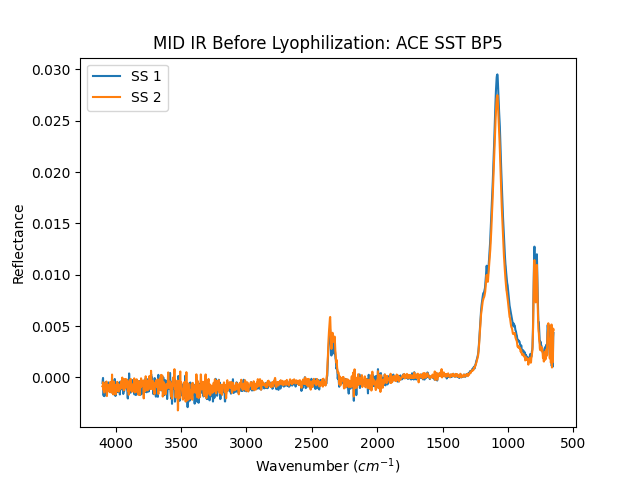 MID IR Before Lyophilization: ACE SST BP5
SS 1
SS 2
0.030
0.025
0.020
0.015
0.010
0.005
0.000
Reflectance
4000 3500 3000 2500 2000 1500 1000 500
Wavenumber (cm⁻¹)